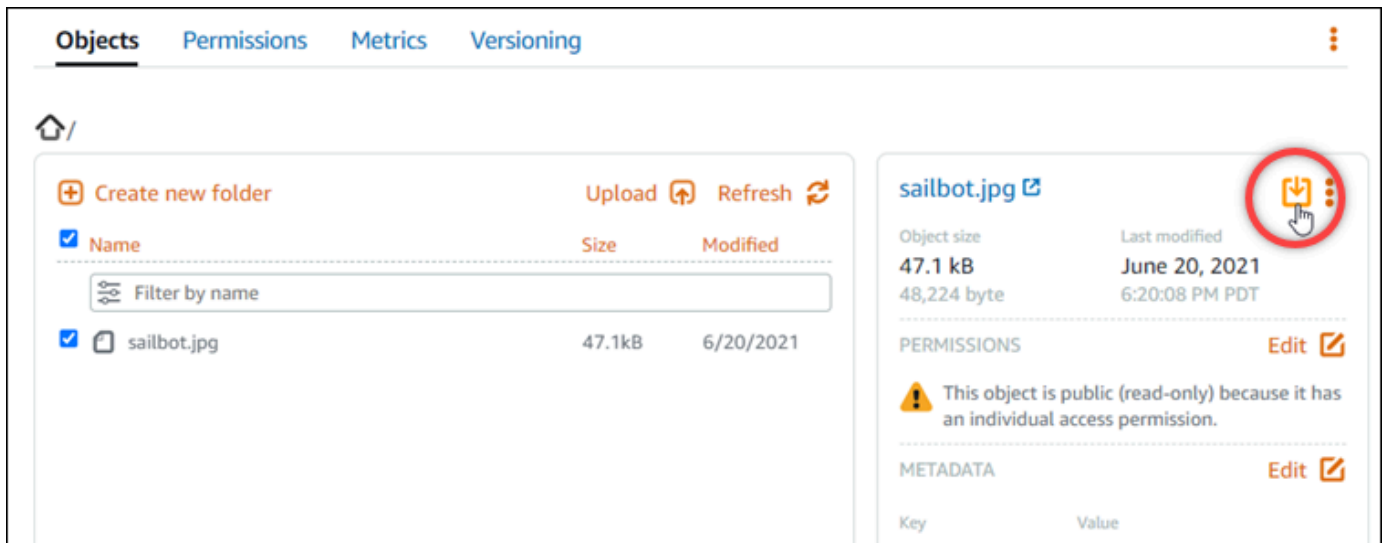 Objects Permissions Metrics Versioning
/
Create new folder Upload Refresh
Name Size Modified
Filter by name
sailbot.jpg 47.1kB 6/20/2021
sailbot.jpg
Object size Last modified
47.1 kB June 20, 2021
48,224 byte 6:20:08 PM PDT
PERMISSIONS Edit
This object is public (read-only) because it has
an individual access permission.
METADATA Edit
Key Value